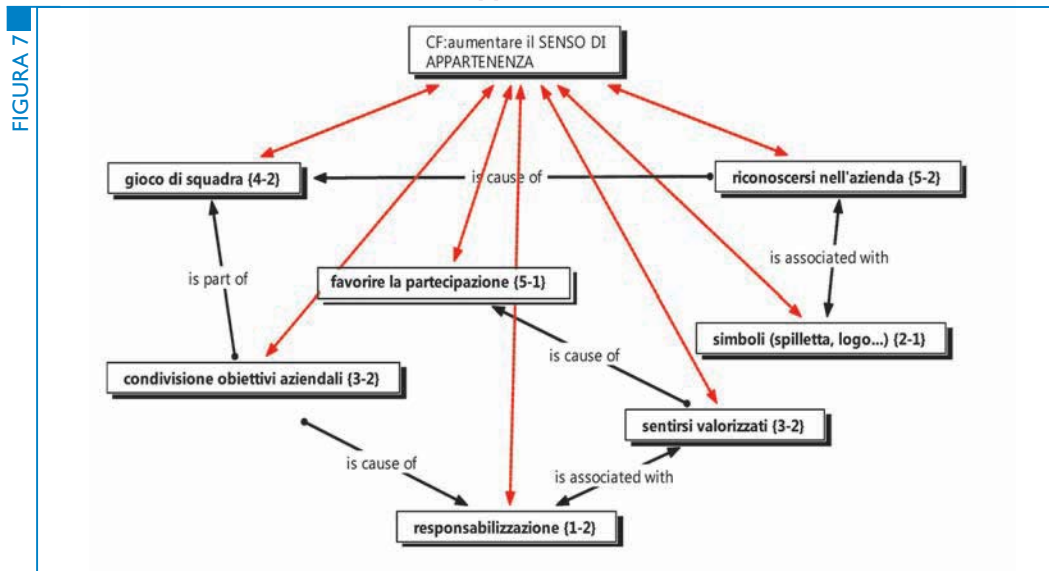 FIGURA 7
CF:aumentare il SENSO DI
APPARTENENZA
gioco di squadra {4-2}
is cause of
riconoscersi nell'azienda {5-2}
is associated with
is part of
favorire la partecipazione {5-1}
simboli (spilletta, logo...) {2-1}
is cause of
condivisione obiettivi aziendali {3-2}
sentirsi valorizzati {3-2}
is cause of
is associated with
responsabilizzazione {1-2}